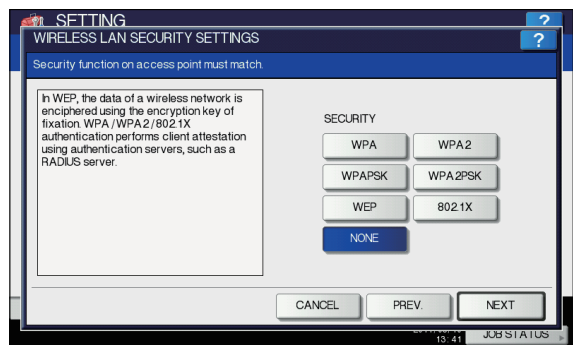 SETTING
?
WIRELESS LAN SECURITY SETTINGS
?
Security function on access point must match.
In WEP, the data of a wireless network is
enciphered using the encryption key of
fixation. WPA/WPA2/802.1X
authentication performs client attestation
using authentication servers, such as a
RADIUS server.
SECURITY
WPA WPA2
WPAPSK WPA2PSK
WEP 802.1X
NONE
CANCEL PREV. NEXT
13:41 JOB STATUS